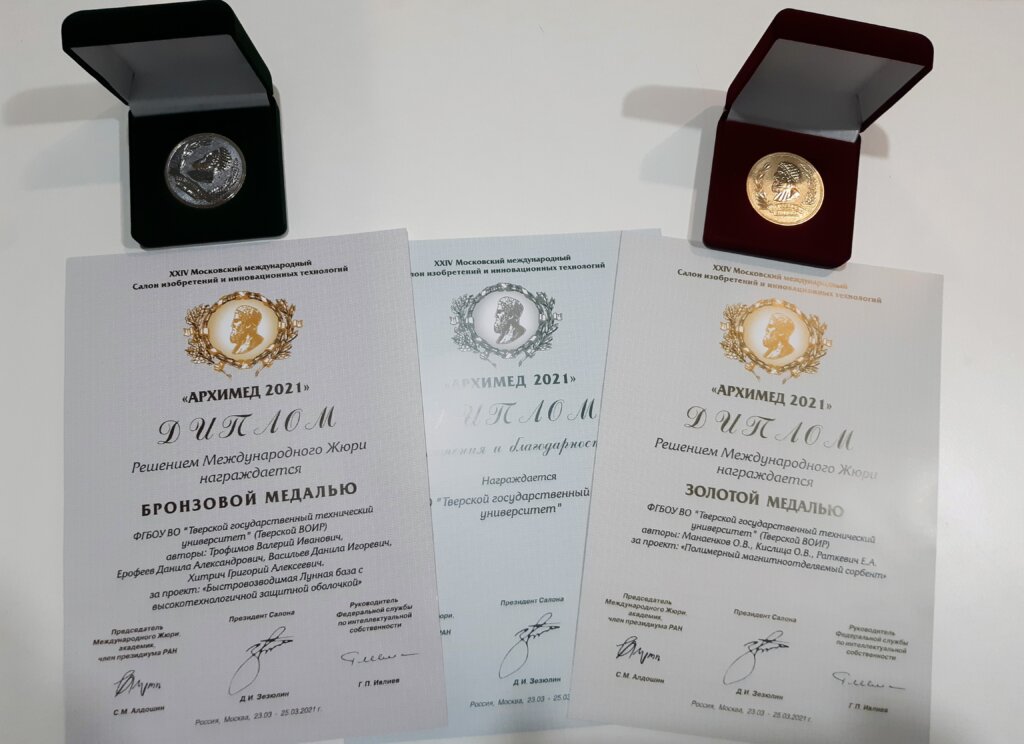 XXIV Московский международный
Салон изобретений и инновационных технологий
«АРХИМЕД 2021»
ДИПЛОМ
Решением Международного Жюри
награждается
БРОНЗОВОЙ МЕДАЛЬЮ
ФГБОУ ВО "Тверской государственный технический
университет" (Тверской ВОИР)
авторы: Трофимов Валерий Иванович,
Ерофеев Данила Александрович, Васильев Данила Игоревич,
Хитрич Григорий Алексеевич.
за проект: «Быстровозводимая Лунная база с
высокотехнологичной защитной оболочкой»
Председатель
Международного Жюри,
академик,
член президиума РАН
С.М. Алдошин
Президент Салона
Д.И. Зезюлин
Руководитель
Федеральной службы
по интеллектуальной
собственности
Г.П. Ивлиев
Россия, Москва, 23.03 - 25.03.2021 г.
XXIV Московский международный
изобретений и инновационных технологий
«АРХИМЕД 2021»
ДИПЛОМ
и благодарнос
Награждается
"Тверской государственный
университет"
Президент Салона
Д.И. Зезюлин
Россия, Москва, 23.03 - 25.03
XXIV Московский международный
Салон изобретений и инновационных технологий
«АРХИМЕД 2021»
ДИПЛОМ
Решением Международного Жюри
награждается
ЗОЛОТОЙ МЕДАЛЬЮ
ФГБОУ ВО "Тверской государственный технический
университет" (Тверской ВОИР)
авторы: Манаенков О.В., Кислица О.В., Раткевич Е.А.
за проект: «Полимерный магнитноотделяемый сорбент»
Председатель
Международного Жюри,
академик,
член президиума РАН
С.М. Алдошин
Президент Салона
Д.И. Зезюлин
Руководитель
Федеральной службы
по интеллектуальной
собственности
Г.П. Ивлиев
Россия, Москва, 23.03 - 25.03.2021 г.